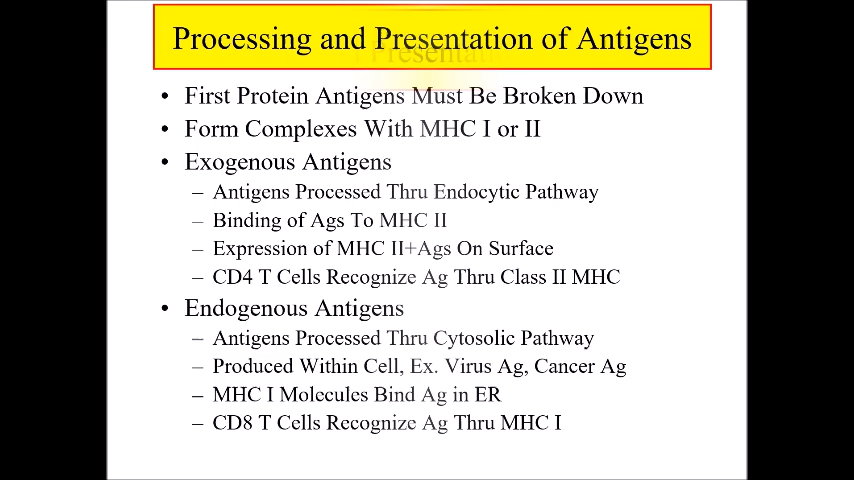 Processing and Presentation of Antigens
• First Protein Antigens Must Be Broken Down
• Form Complexes With MHC I or II
• Exogenous Antigens
– Antigens Processed Thru Endocytic Pathway
– Binding of Ags To MHC II
– Expression of MHC II+Ags On Surface
– CD4 T Cells Recognize Ag Thru Class II MHC
• Endogenous Antigens
– Antigens Processed Thru Cytosolic Pathway
– Produced Within Cell, Ex. Virus Ag, Cancer Ag
– MHC I Molecules Bind Ag in ER
– CD8 T Cells Recognize Ag Thru MHC I